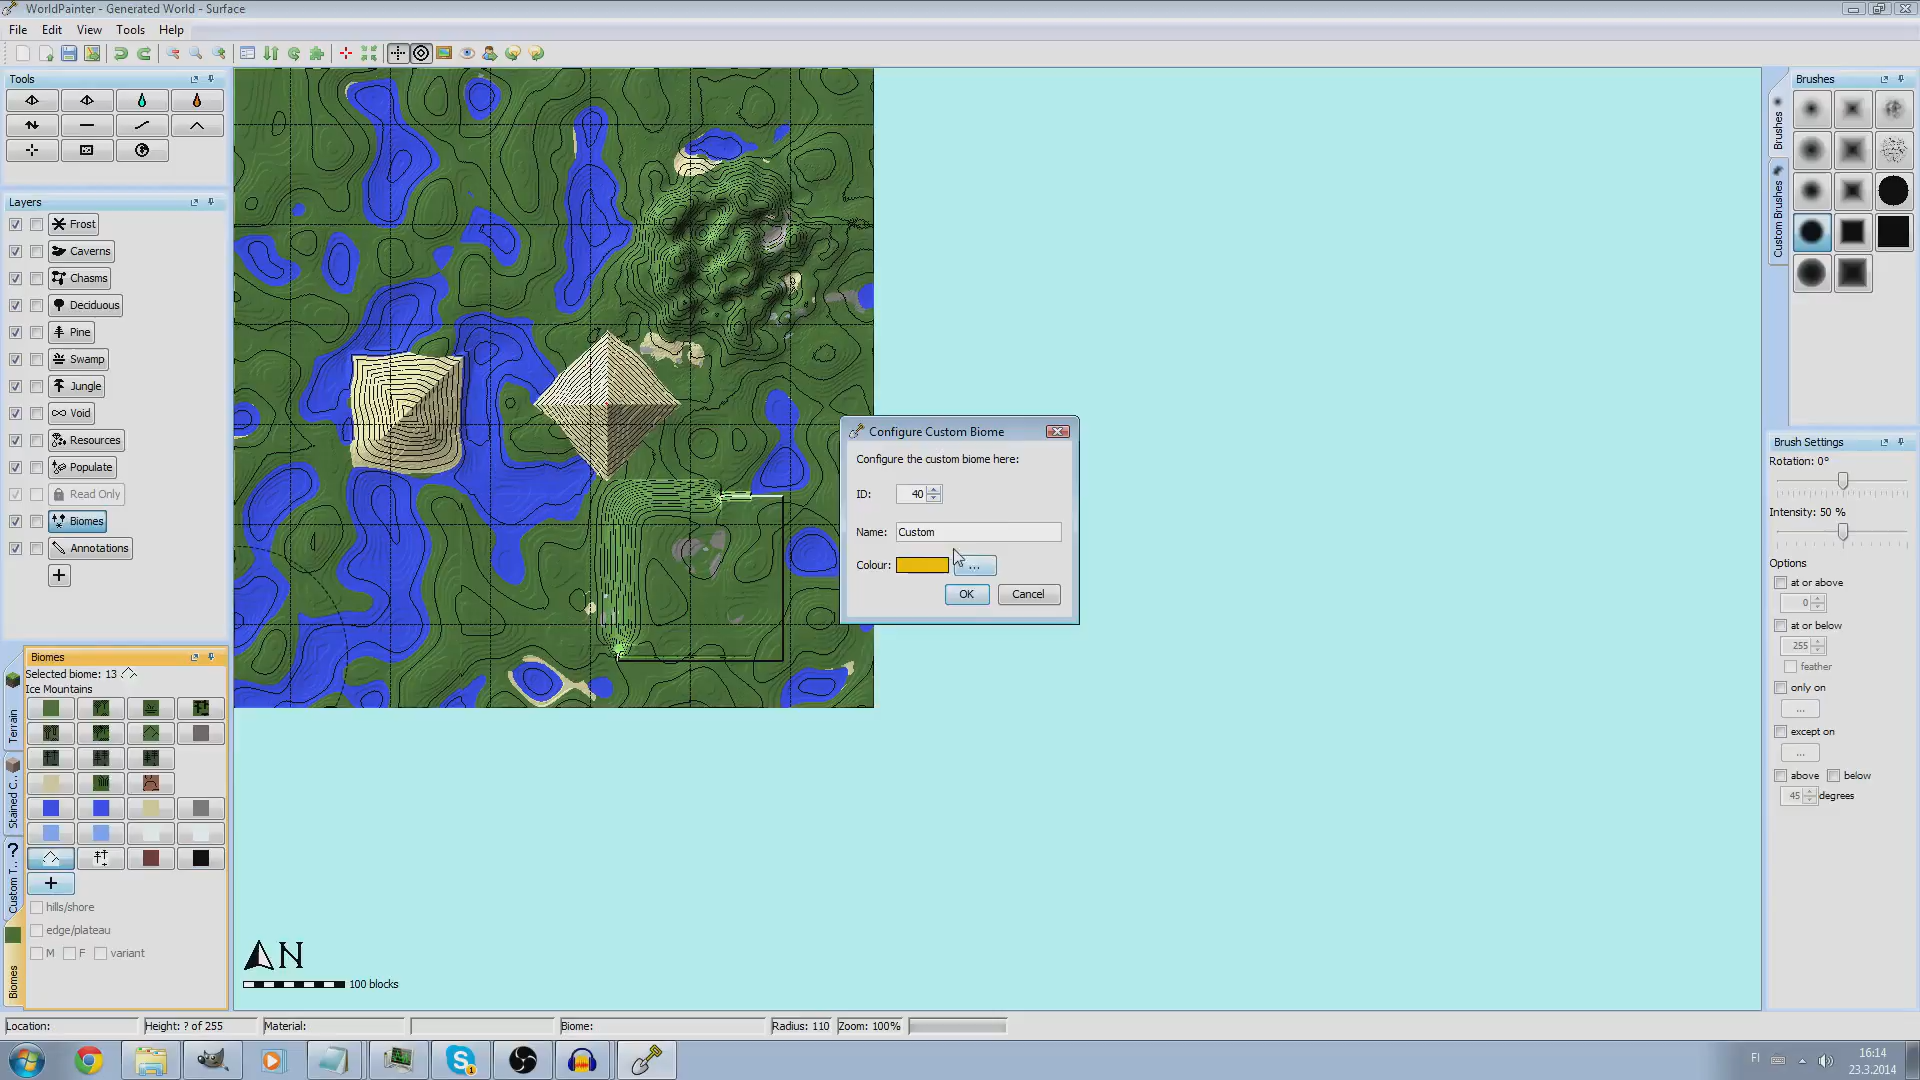 WorldPainter - Generated World - Surface
File Edit View Tools Help
Tools
Layers
Frost
Caverns
Chasms
Deciduous
Pine
Swamp
Jungle
Void
Resources
Populate
Read Only
Biomes
Annotations
Terrain
Stained C...
Custom T...
Biomes
Biomes
Selected biome: 13
Ice Mountains
hills/shore
edge/plateau
M F variant
Configure Custom Biome
Configure the custom biome here:
ID: 40
Name: Custom
Colour: ...
OK Cancel
N
100 blocks
Brushes
Custom Brushes
Brushes
Brush Settings
Rotation: 0°
Intensity: 50 %
Options
at or above
0
at or below
255
feather
only on
...
except on
...
above below
45 degrees
Location: Height: ? of 255 Material: Biome: Radius: 110 Zoom: 100%
FI 16:14
23.3.2014